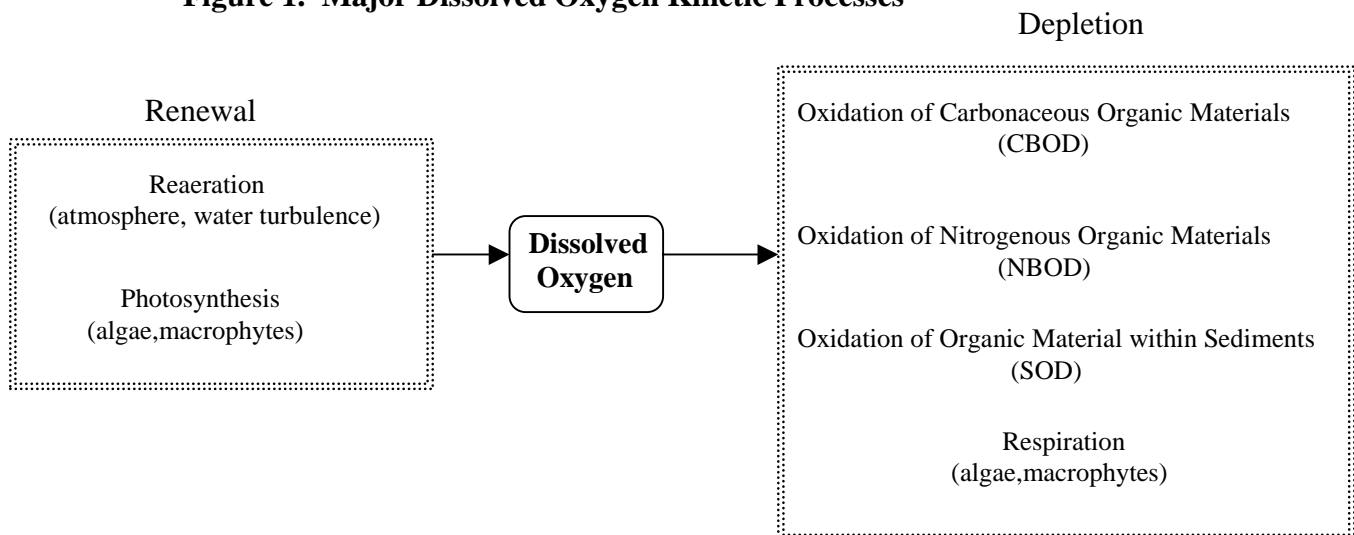 Figure 1. Major Dissolved Oxygen Kinetic Processes
Depletion
Renewal
Reaeration
(atmosphere, water turbulence)
Photosynthesis
(algae,macrophytes)
Dissolved
Oxygen
Oxidation of Carbonaceous Organic Materials
(CBOD)
Oxidation of Nitrogenous Organic Materials
(NBOD)
Oxidation of Organic Material within Sediments
(SOD)
Respiration
(algae,macrophytes)